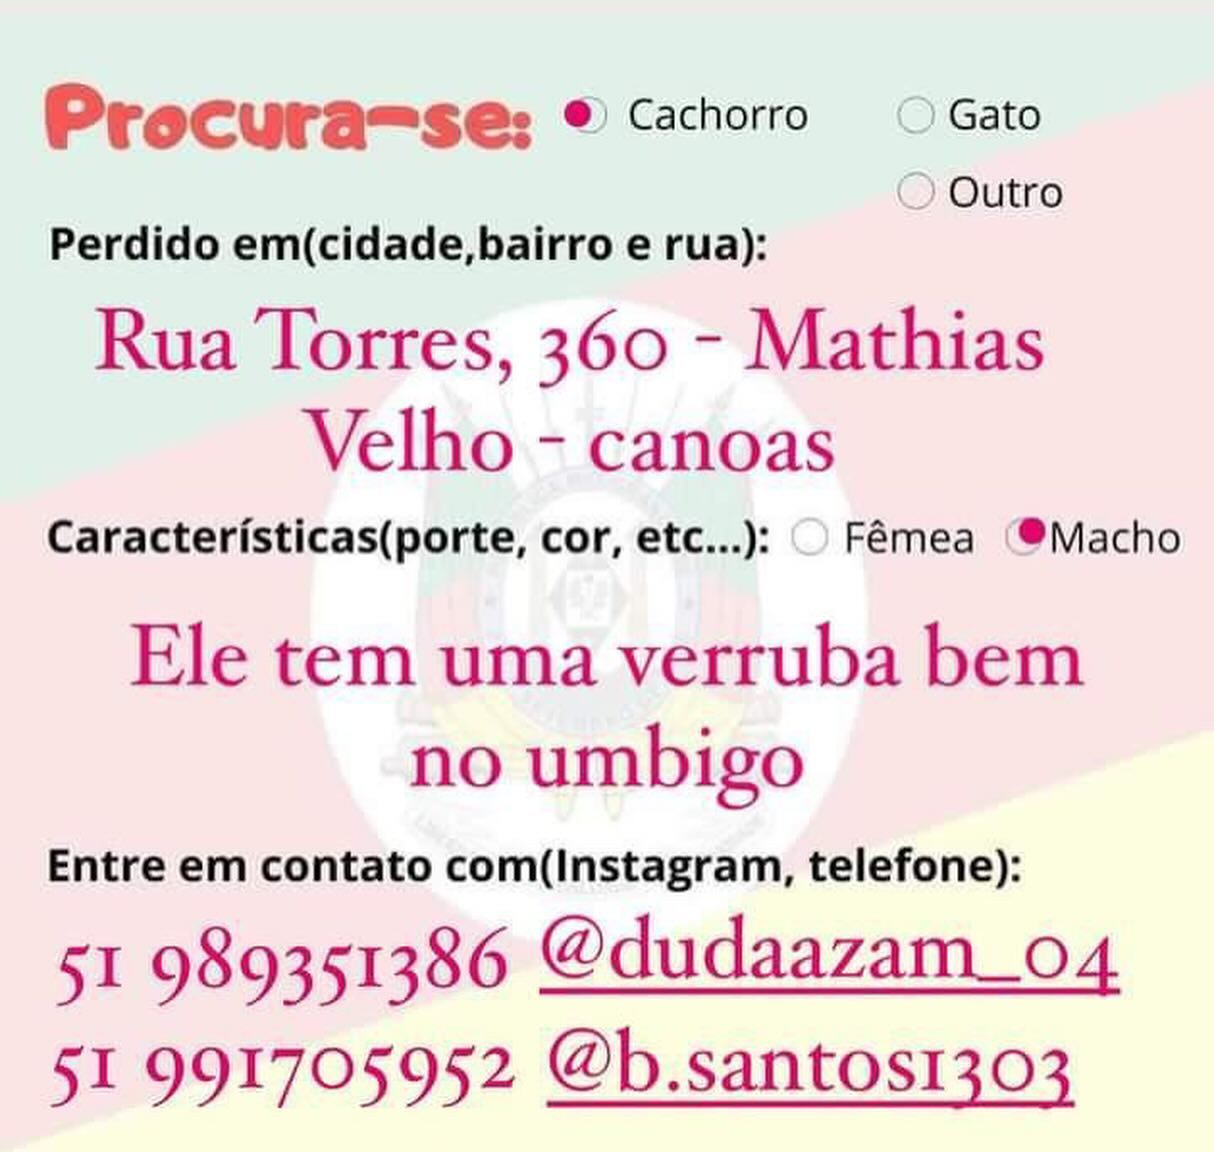 Procura-se: Cachorro Gato
Outro
Perdido em(cidade,bairro e rua):
Rua Torres, 360 - Mathias
Velho - canoas
Características(porte, cor, etc...): Fêmea Macho
Ele tem uma verruba bem
no umbigo
Entre em contato com(Instagram, telefone):
51 989351386 @dudaazam_04
51 991705952 @b.santos1303